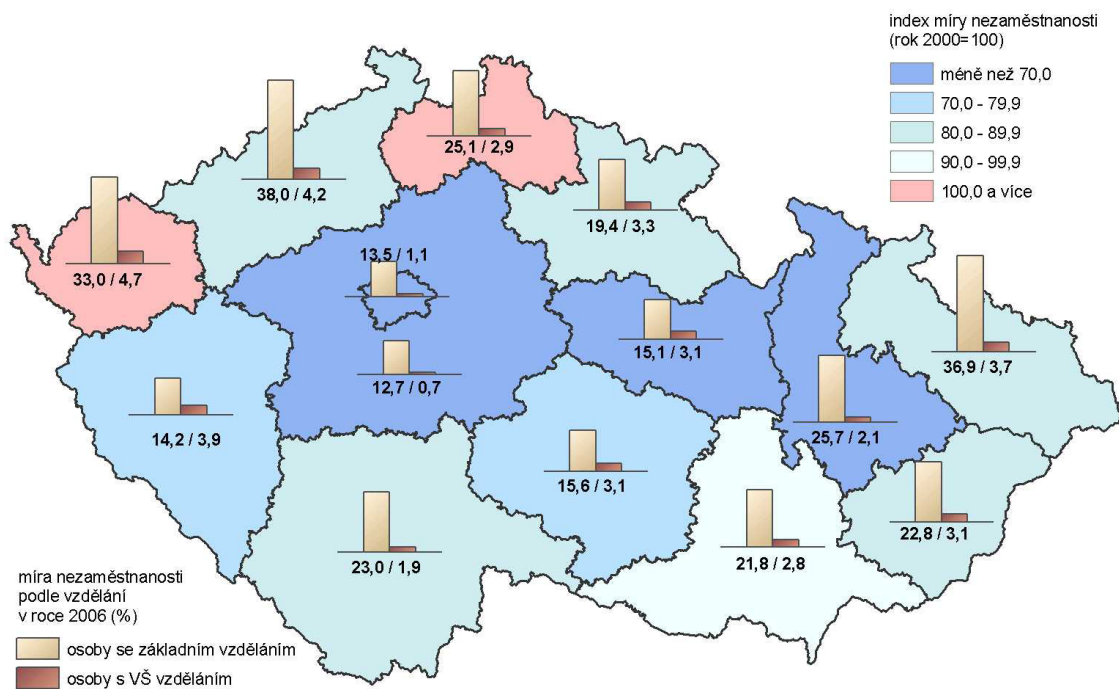 index míry nezaměstnanosti
(rok 2000=100)
méně než 70,0
70,0 - 79,9
80,0 - 89,9
90,0 - 99,9
100,0 a více
25,1 / 2,9
38,0 / 4,2
19,4 / 3,3
13,5 / 1,1
33,0 / 4,7
15,1 / 3,1
36,9 / 3,7
12,7 / 0,7
14,2 / 3,9
25,7 / 2,1
15,6 / 3,1
22,8 / 3,1
23,0 / 1,9
21,8 / 2,8
míra nezaměstnanosti
podle vzdělání
v roce 2006 (%)
osoby se základním vzděláním
osoby s VŠ vzděláním